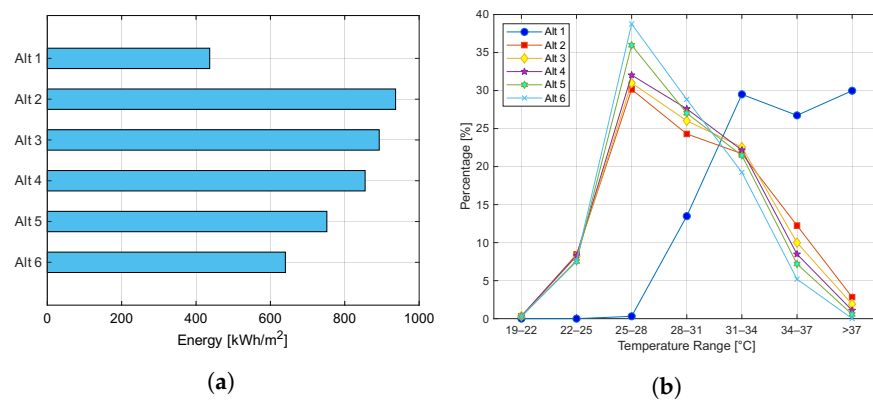 Alt 1
Alt 2
Alt 3
Alt 4
Alt 5
Alt 6
0 200 400 600 800 1000
Energy [kWh/m²]
(a)
40
35
30
25
20
15
10
5
0
Percentage [%]
Alt 1
Alt 2
Alt 3
Alt 4
Alt 5
Alt 6
19–22 22–25 25–28 28–31 31–34 34–37 >37
Temperature Range [°C]
(b)